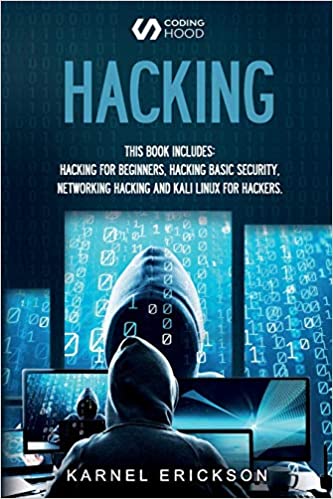 CODING
HOOD
HACKING
THIS BOOK INCLUDES:
HACKING FOR BEGINNERS, HACKING BASIC SECURITY,
NETWORKING HACKING AND KALI LINUX FOR HACKERS.
KARNEL ERICKSON